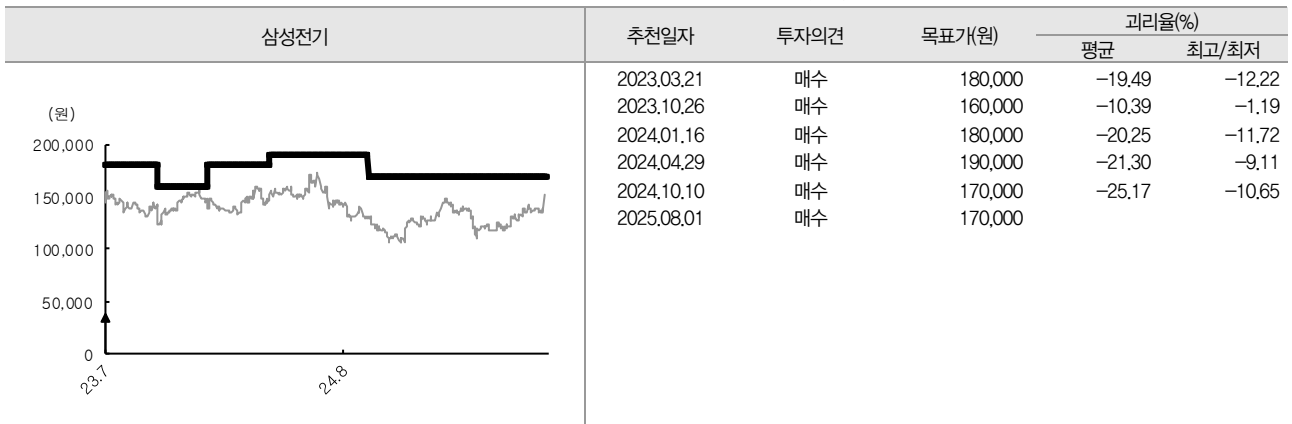 삼성전기 추천일자 투자의견 목표가(원) 괴리율(%)
평균 최고/최저
2023.03.21 매수 180,000 -19.49 -12.22
2023.10.26 매수 160,000 -10.39 -1.19
2024.01.16 매수 180,000 -20.25 -11.72
2024.04.29 매수 190,000 -21.30 -9.11
2024.10.10 매수 170,000 -25.17 -10.65
2025.08.01 매수 170,000
(원)
200,000
150,000
100,000
50,000
0
23.7 24.8